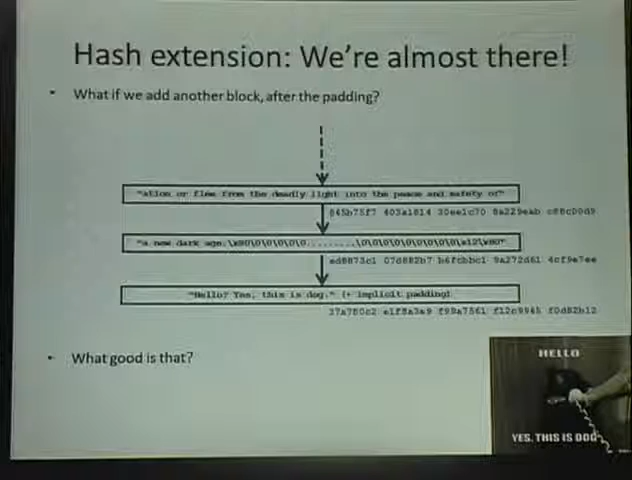 Hash extension: We're almost there!
• What if we add another block, after the padding?
"ation or flee from the deadly light into the peace and safety of"
"a new dark age.\x80\0\0\0\0\0.........\0\0\0\0\0\0\0\0\0\x12\x80"
"Hello? Yes, this is dog." (+ implicit padding)
• What good is that?
HELLO
YES, THIS IS DOG